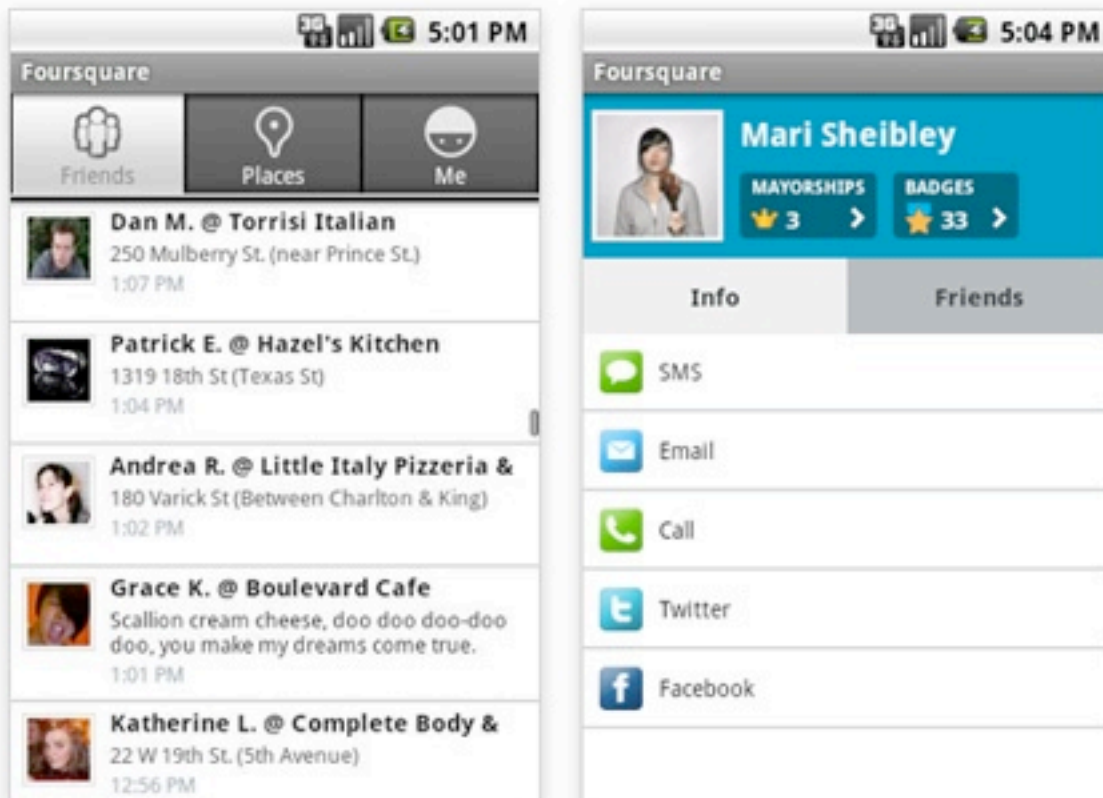 5:01 PM
Foursquare
Friends
Places
Me
Dan M. @ Torrisi Italian
250 Mulberry St. (near Prince St.)
1:07 PM
Patrick E. @ Hazel's Kitchen
1319 18th St (Texas St)
1:04 PM
Andrea R. @ Little Italy Pizzeria &
180 Varick St (Between Charlton & King)
1:02 PM
Grace K. @ Boulevard Cafe
Scallion cream cheese, doo doo doo-doo
doo, you make my dreams come true.
1:01 PM
Katherine L. @ Complete Body &
22 W 19th St. (5th Avenue)
12:56 PM
3G
5:04 PM
Foursquare
Mari Sheibley
MAYORSHIPS
3
BADGES
33
Info
Friends
SMS
Email
Call
Twitter
Facebook